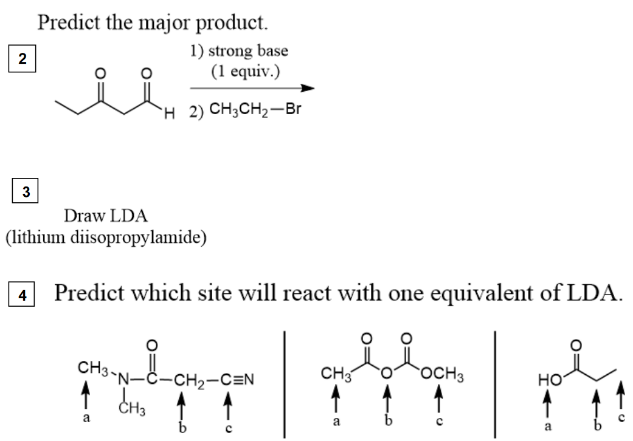 Predict the major product.
2
1) strong base
(1 equiv.)
O O
H 2) CH₃CH₂—Br
3
Draw LDA
(lithium diisopropylamide)
4 Predict which site will react with one equivalent of LDA.
O
CH₃ N—C—CH₂—C≡N
CH₃
a b c
O O
CH₃ O OCH₃
a b c
O
HO
a b c